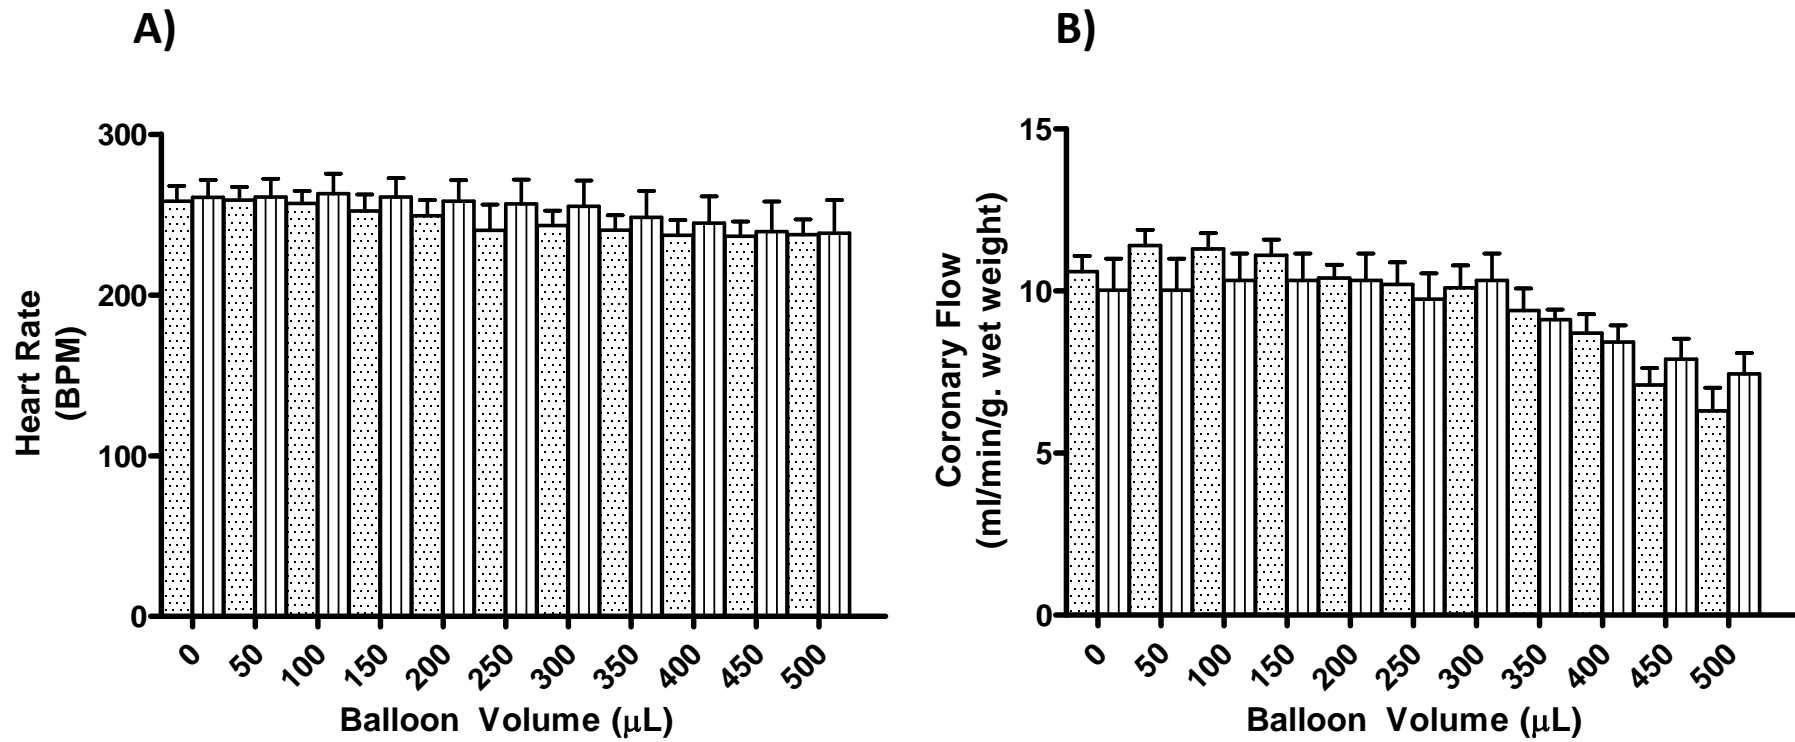 A)
300
200
100
0
Heart Rate
(BPM)
0 50 100 150 200 250 300 350 400 450 500
Balloon Volume (μL)
B)
15
10
5
0
Coronary Flow
(ml/min/g. wet weight)
0 50 100 150 200 250 300 350 400 450 500
Balloon Volume (μL)